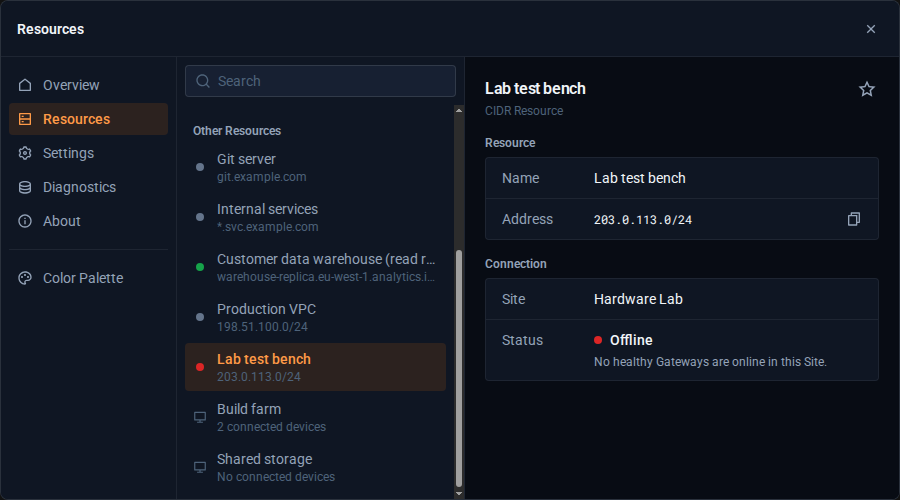 Resources
Overview
Resources
Settings
Diagnostics
About
Color Palette
Search
Other Resources
Git server
git.example.com
Internal services
*.svc.example.com
Customer data warehouse (read r...
warehouse-replica.eu-west-1.analytics.i...
Production VPC
198.51.100.0/24
Lab test bench
203.0.113.0/24
Build farm
2 connected devices
Shared storage
No connected devices
Lab test bench
CIDR Resource
Resource
Name Lab test bench
Address 203.0.113.0/24
Connection
Site Hardware Lab
Status Offline
No healthy Gateways are online in this Site.